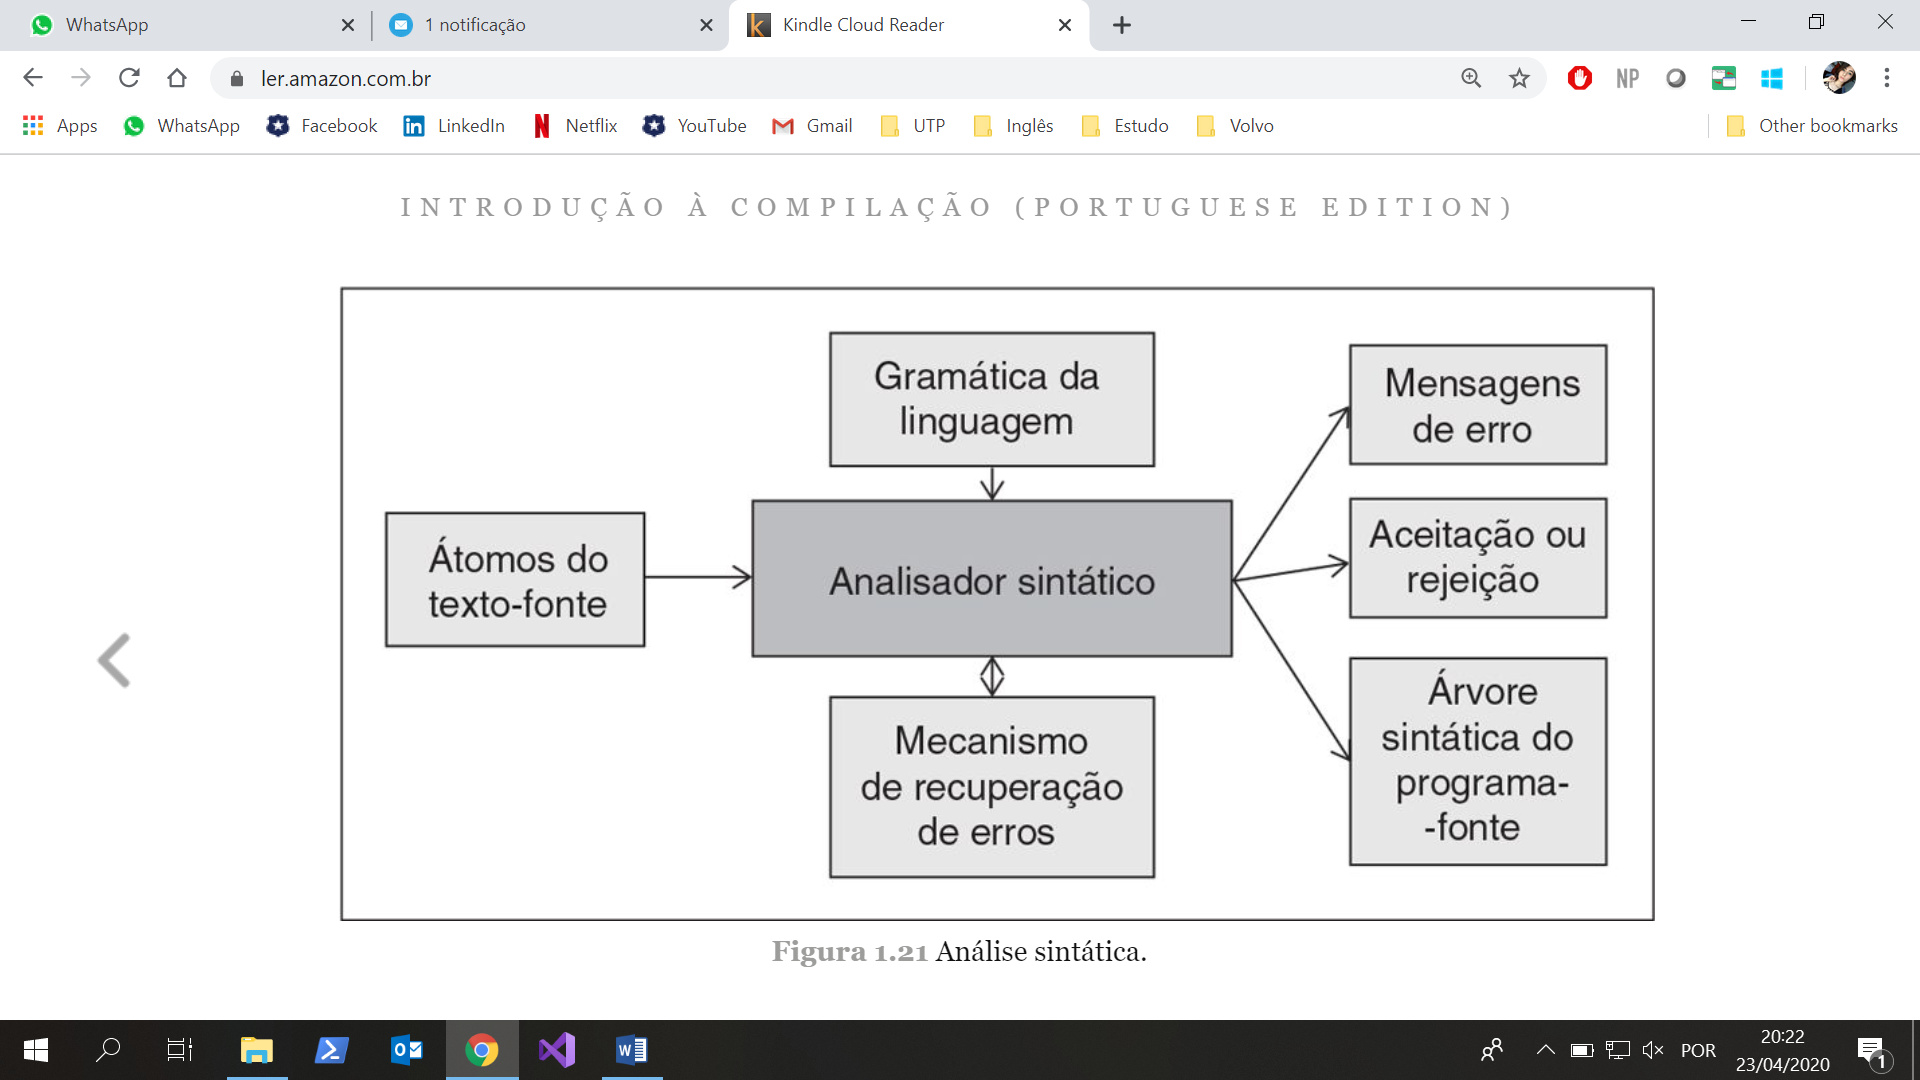 WhatsApp
1 notificação
Kindle Cloud Reader
ler.amazon.com.br
NP
Apps
WhatsApp
Facebook
LinkedIn
Netflix
YouTube
Gmail
UTP
Inglês
Estudo
Volvo
Other bookmarks
INTRODUÇÃO À COMPILAÇÃO (PORTUGUESE EDITION)
Gramática da
linguagem
Átomos do
texto-fonte
Analisador sintático
Mecanismo
de recuperação
de erros
Mensagens
de erro
Aceitação ou
rejeição
Árvore
sintática do
programa-
-fonte
Figura 1.21 Análise sintática.
POR
20:22
23/04/2020
1